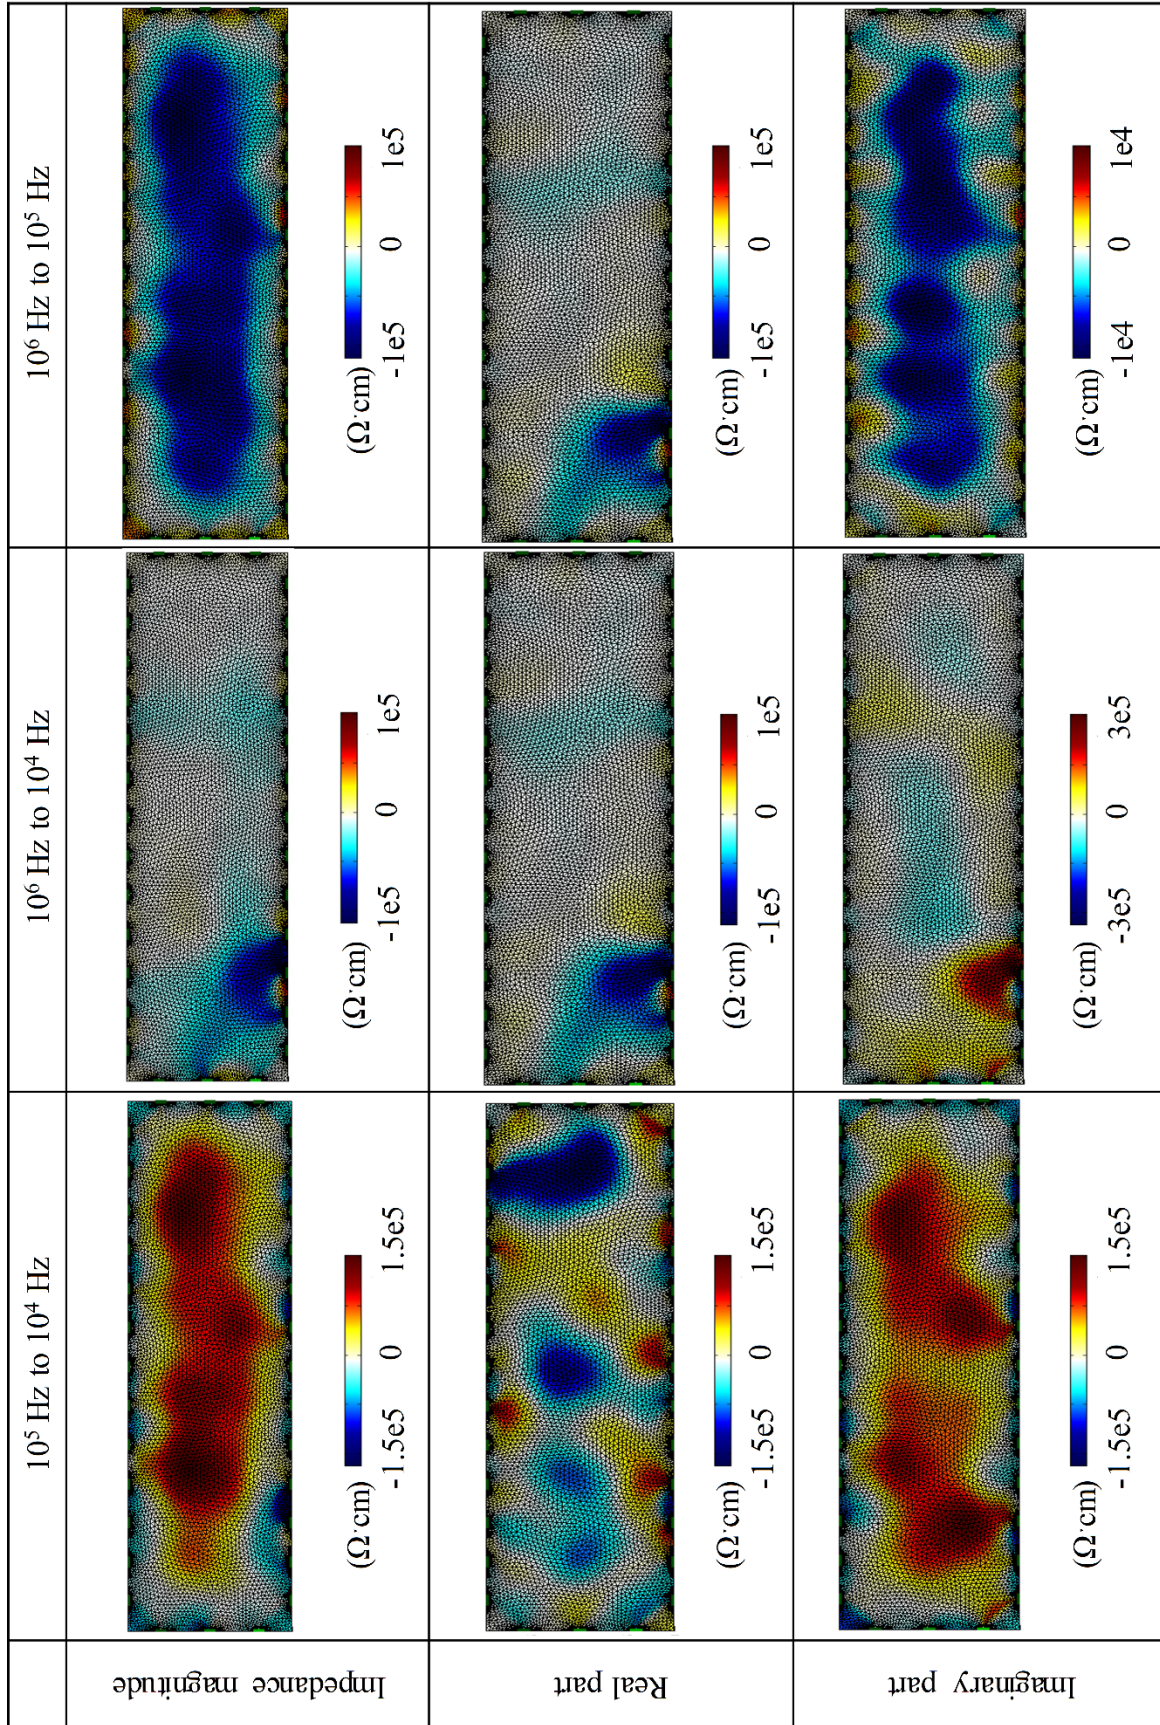 10⁵ Hz to 10⁴ Hz
10⁶ Hz to 10⁴ Hz
10⁶ Hz to 10⁵ Hz
Impedance magnitude
(Ω·cm)
-1.5e5 0 1.5e5
(Ω·cm)
-1e5 0 1e5
(Ω·cm)
-1e5 0 1e5
Real part
(Ω·cm)
-1.5e5 0 1.5e5
(Ω·cm)
-1e5 0 1e5
(Ω·cm)
-1e5 0 1e5
Imaginary part
(Ω·cm)
-1.5e5 0 1.5e5
(Ω·cm)
-3e5 0 3e5
(Ω·cm)
-1e4 0 1e4